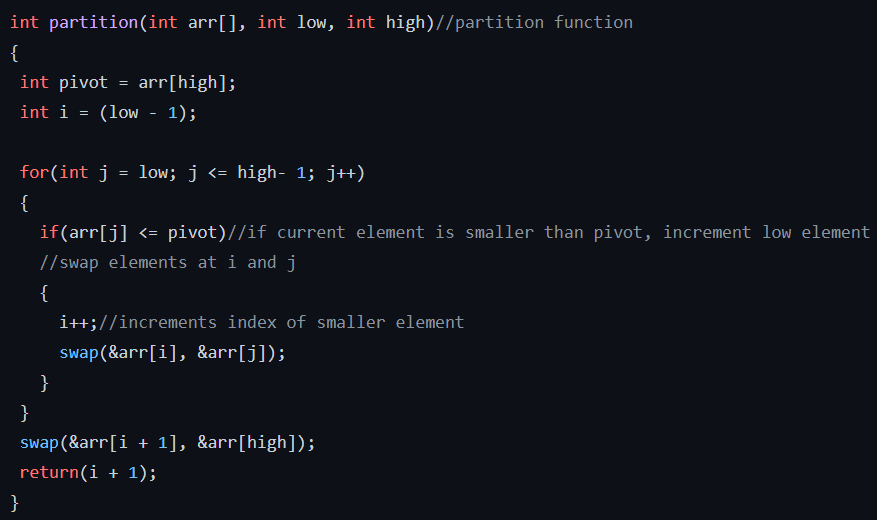 int partition(int arr[], int low, int high)//partition function
{
 int pivot = arr[high];
 int i = (low - 1);

 for(int j = low; j <= high- 1; j++)
 {
   if(arr[j] <= pivot)//if current element is smaller than pivot, increment low element
   //swap elements at i and j
   {
     i++;//increments index of smaller element
     swap(&arr[i], &arr[j]);
   }
 }
 swap(&arr[i + 1], &arr[high]);
 return(i + 1);
}